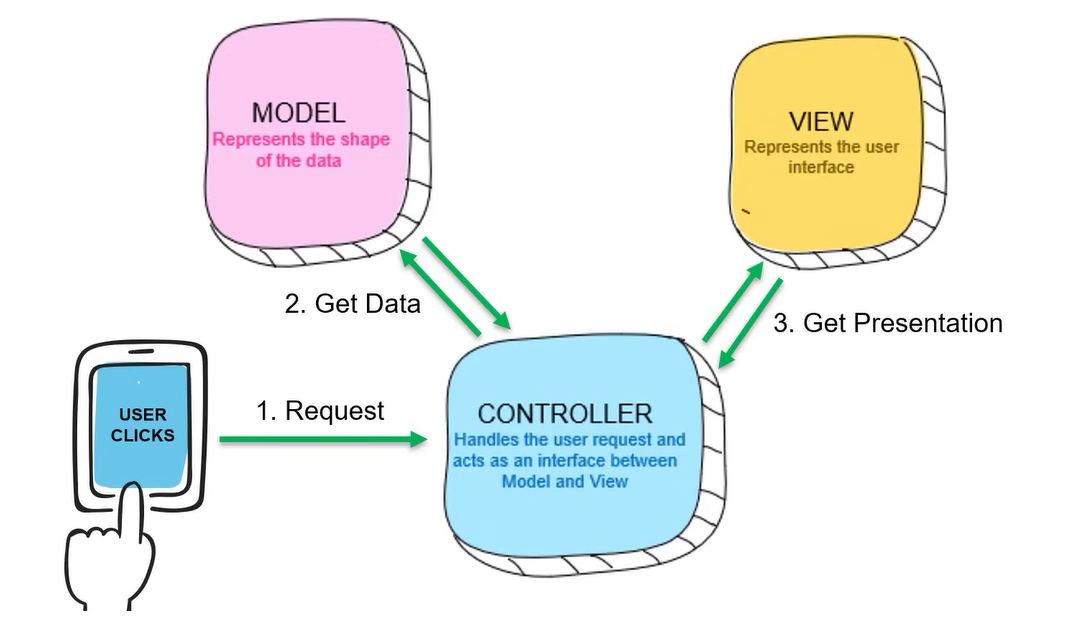 MODEL
Represents the shape
of the data
VIEW
Represents the user
interface
2. Get Data
3. Get Presentation
USER
CLICKS
1. Request
CONTROLLER
Handles the user request and
acts as an interface between
Model and View